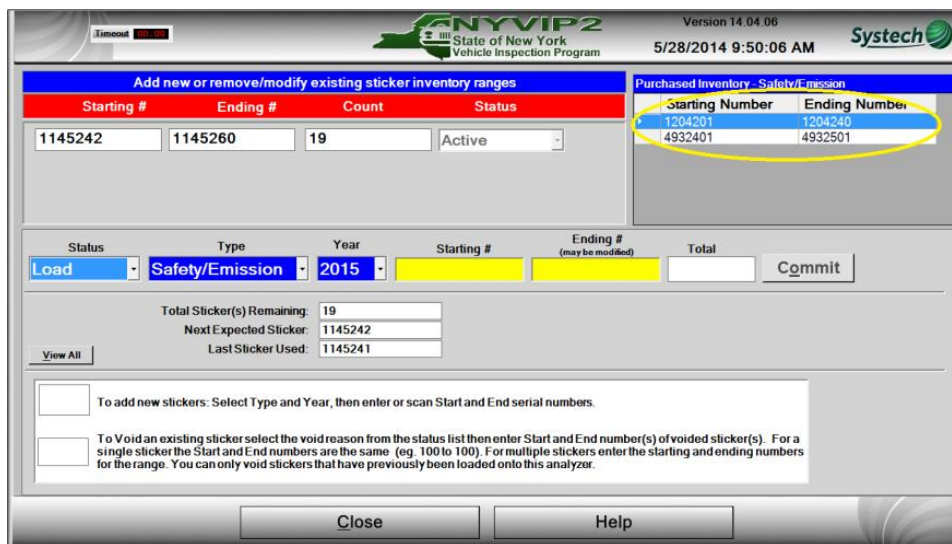 Timeout 00:00
NYVIP2
State of New York
Vehicle Inspection Program
Version 14.04.06
5/28/2014 9:50:06 AM
Systech
Add new or remove/modify existing sticker inventory ranges
Starting # Ending # Count Status
1145242 1145260 19 Active
Purchased Inventory - Safety/Emission
Starting Number Ending Number
1204201 1204240
4932401 4932501
Status Type Year Starting # Ending # (may be modified) Total
Load Safety/Emission 2015 Commit
Total Sticker(s) Remaining: 19
Next Expected Sticker: 1145242
View All Last Sticker Used: 1145241
To add new stickers: Select Type and Year, then enter or scan Start and End serial numbers.
To Void an existing sticker select the void reason from the status list then enter Start and End number(s) of voided sticker(s). For a
single sticker the Start and End numbers are the same (eg. 100 to 100). For multiple stickers enter the starting and ending numbers
for the range. You can only void stickers that have previously been loaded onto this analyzer.
Close Help